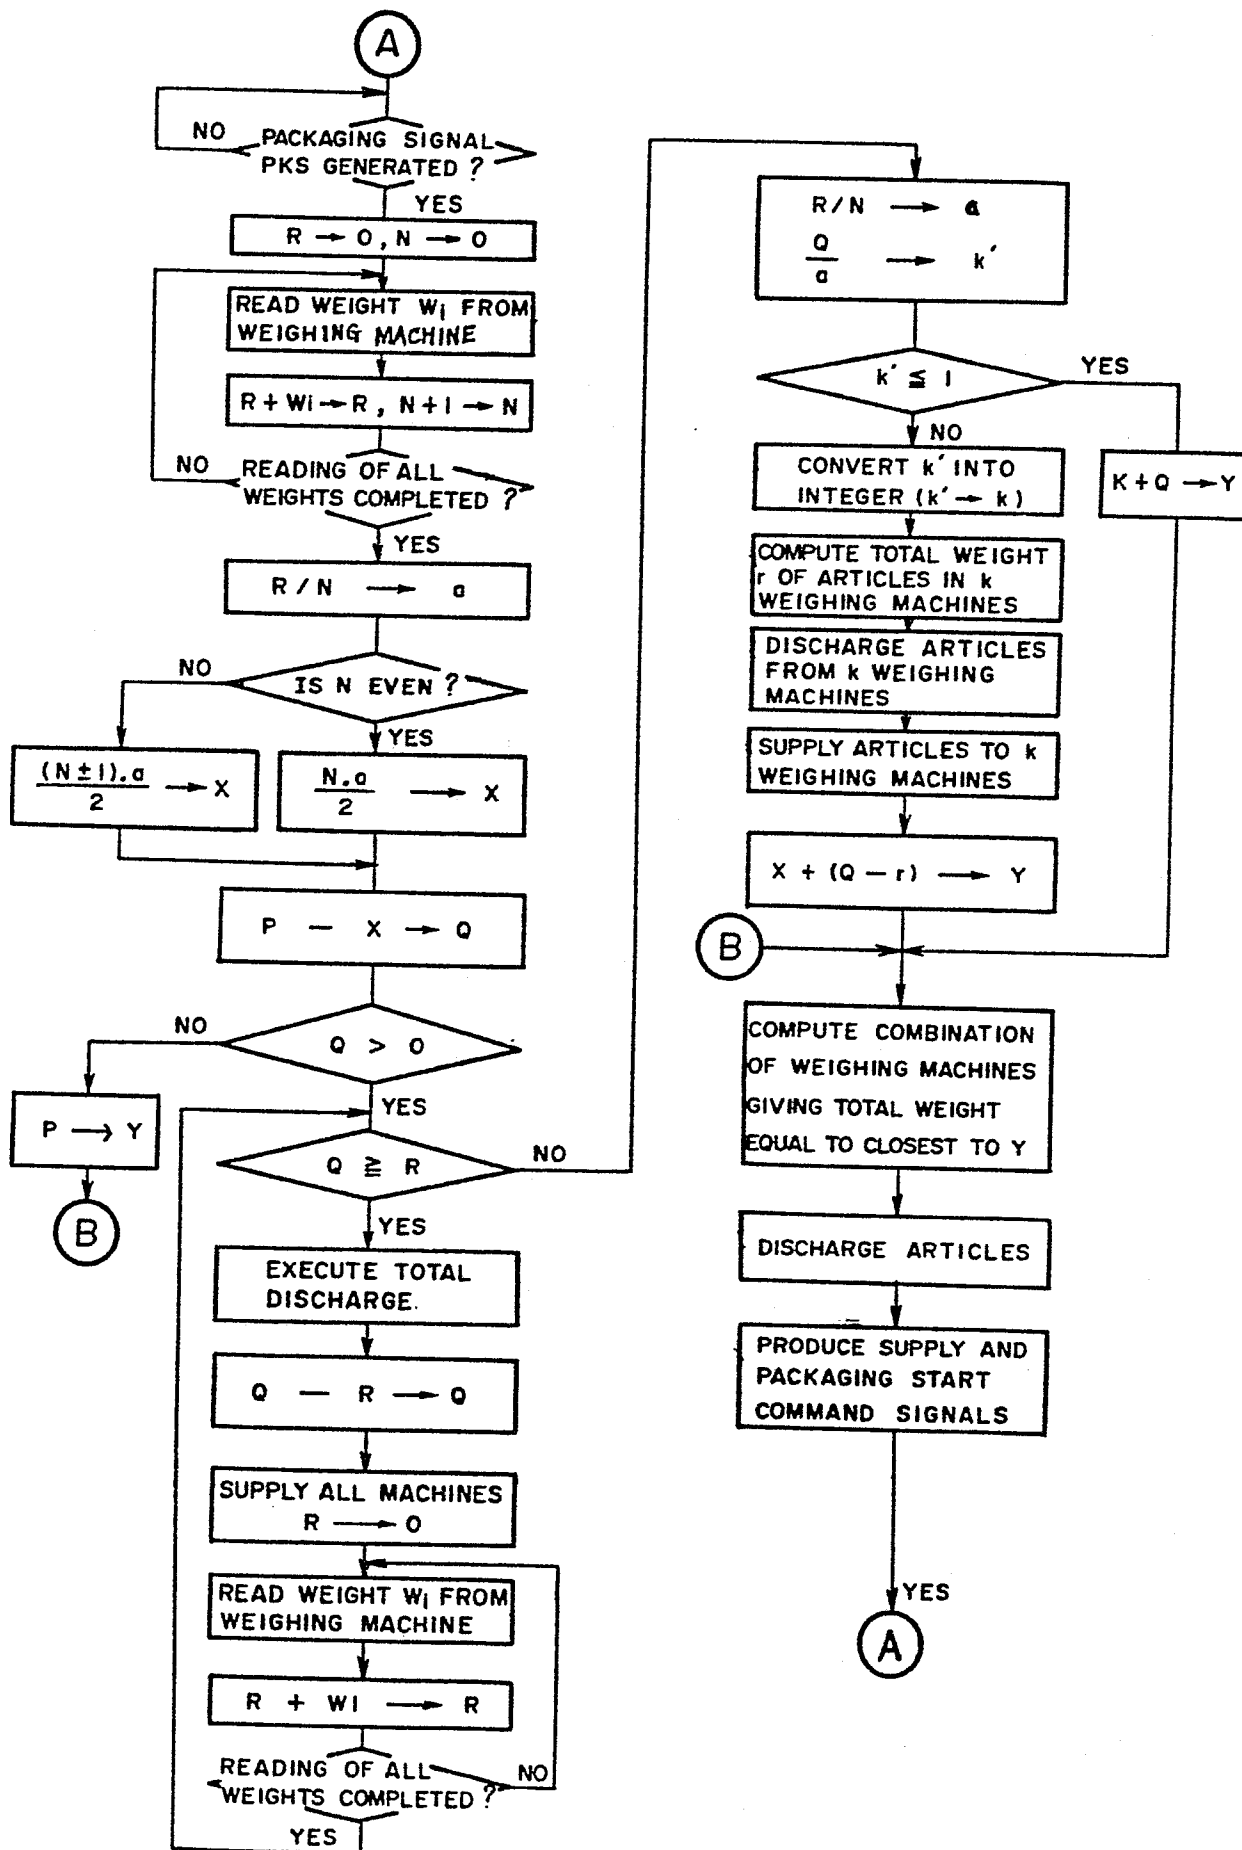 A
NO
PACKAGING SIGNAL
PKS GENERATED ?
YES
R → O , N → O
READ WEIGHT Wi FROM
WEIGHING MACHINE
R + Wi → R , N + I → N
NO
READING OF ALL
WEIGHTS COMPLETED ?
YES
R / N → a
NO
IS N EVEN ?
YES
(N ± I) . a
2
→ X
N . a
2
→ X
P — X → Q
NO
Q > O
YES
P → Y
B
Q ≧ R
NO
YES
EXECUTE TOTAL
DISCHARGE.
Q — R → Q
SUPPLY ALL MACHINES
R → O
READ WEIGHT Wi FROM
WEIGHING MACHINE
R + WI → R
READING OF ALL
WEIGHTS COMPLETED ?
NO
YES
R / N → a
Q
a
→ k′
k′ ≦ I
YES
NO
CONVERT k′ INTO
INTEGER (k′ → k)
K + Q → Y
COMPUTE TOTAL WEIGHT
r OF ARTICLES IN k
WEIGHING MACHINES
DISCHARGE ARTICLES
FROM k WEIGHING
MACHINES
SUPPLY ARTICLES TO k
WEIGHING MACHINES
X + (Q — r) → Y
B
COMPUTE COMBINATION
OF WEIGHING MACHINES
GIVING TOTAL WEIGHT
EQUAL TO CLOSEST TO Y
DISCHARGE ARTICLES
PRODUCE SUPPLY AND
PACKAGING START
COMMAND SIGNALS
YES
A